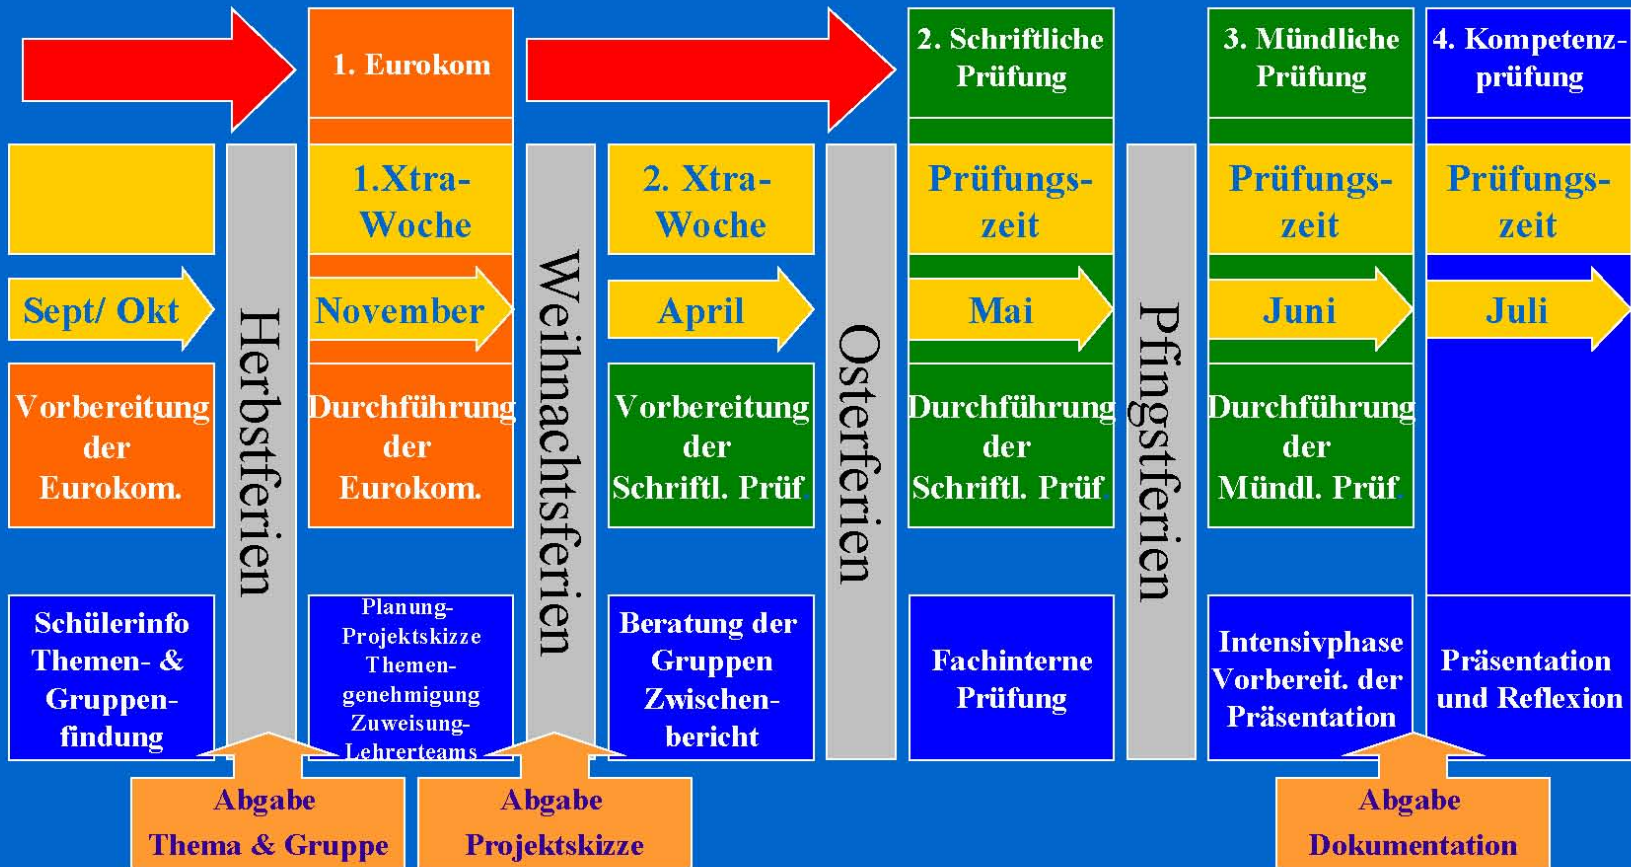 1. Eurokom
2. Schriftliche
Prüfung
3. Mündliche
Prüfung
4. Kompetenz-
prüfung
1.Xtra-
Woche
2. Xtra-
Woche
Prüfungs-
zeit
Prüfungs-
zeit
Prüfungs-
zeit
Sept/ Okt
Herbstferien
November
Weihnachtsferien
April
Osterferien
Mai
Pfingstferien
Juni
Juli
Vorbereitung
der
Eurokom.
Durchführung
der
Eurokom.
Vorbereitung
der
Schriftl. Prüf.
Durchführung
der
Schriftl. Prüf.
Durchführung
der
Mündl. Prüf.
Schülerinfo
Themen- &
Gruppen-
findung
Planung-
Projektskizze
Themen-
genehmigung
Zuweisung-
Lehrerteams
Beratung der
Gruppen
Zwischen-
bericht
Fachinterne
Prüfung
Intensivphase
Vorbereit. der
Präsentation
Präsentation
und Reflexion
Abgabe
Thema & Gruppe
Abgabe
Projektskizze
Abgabe
Dokumentation